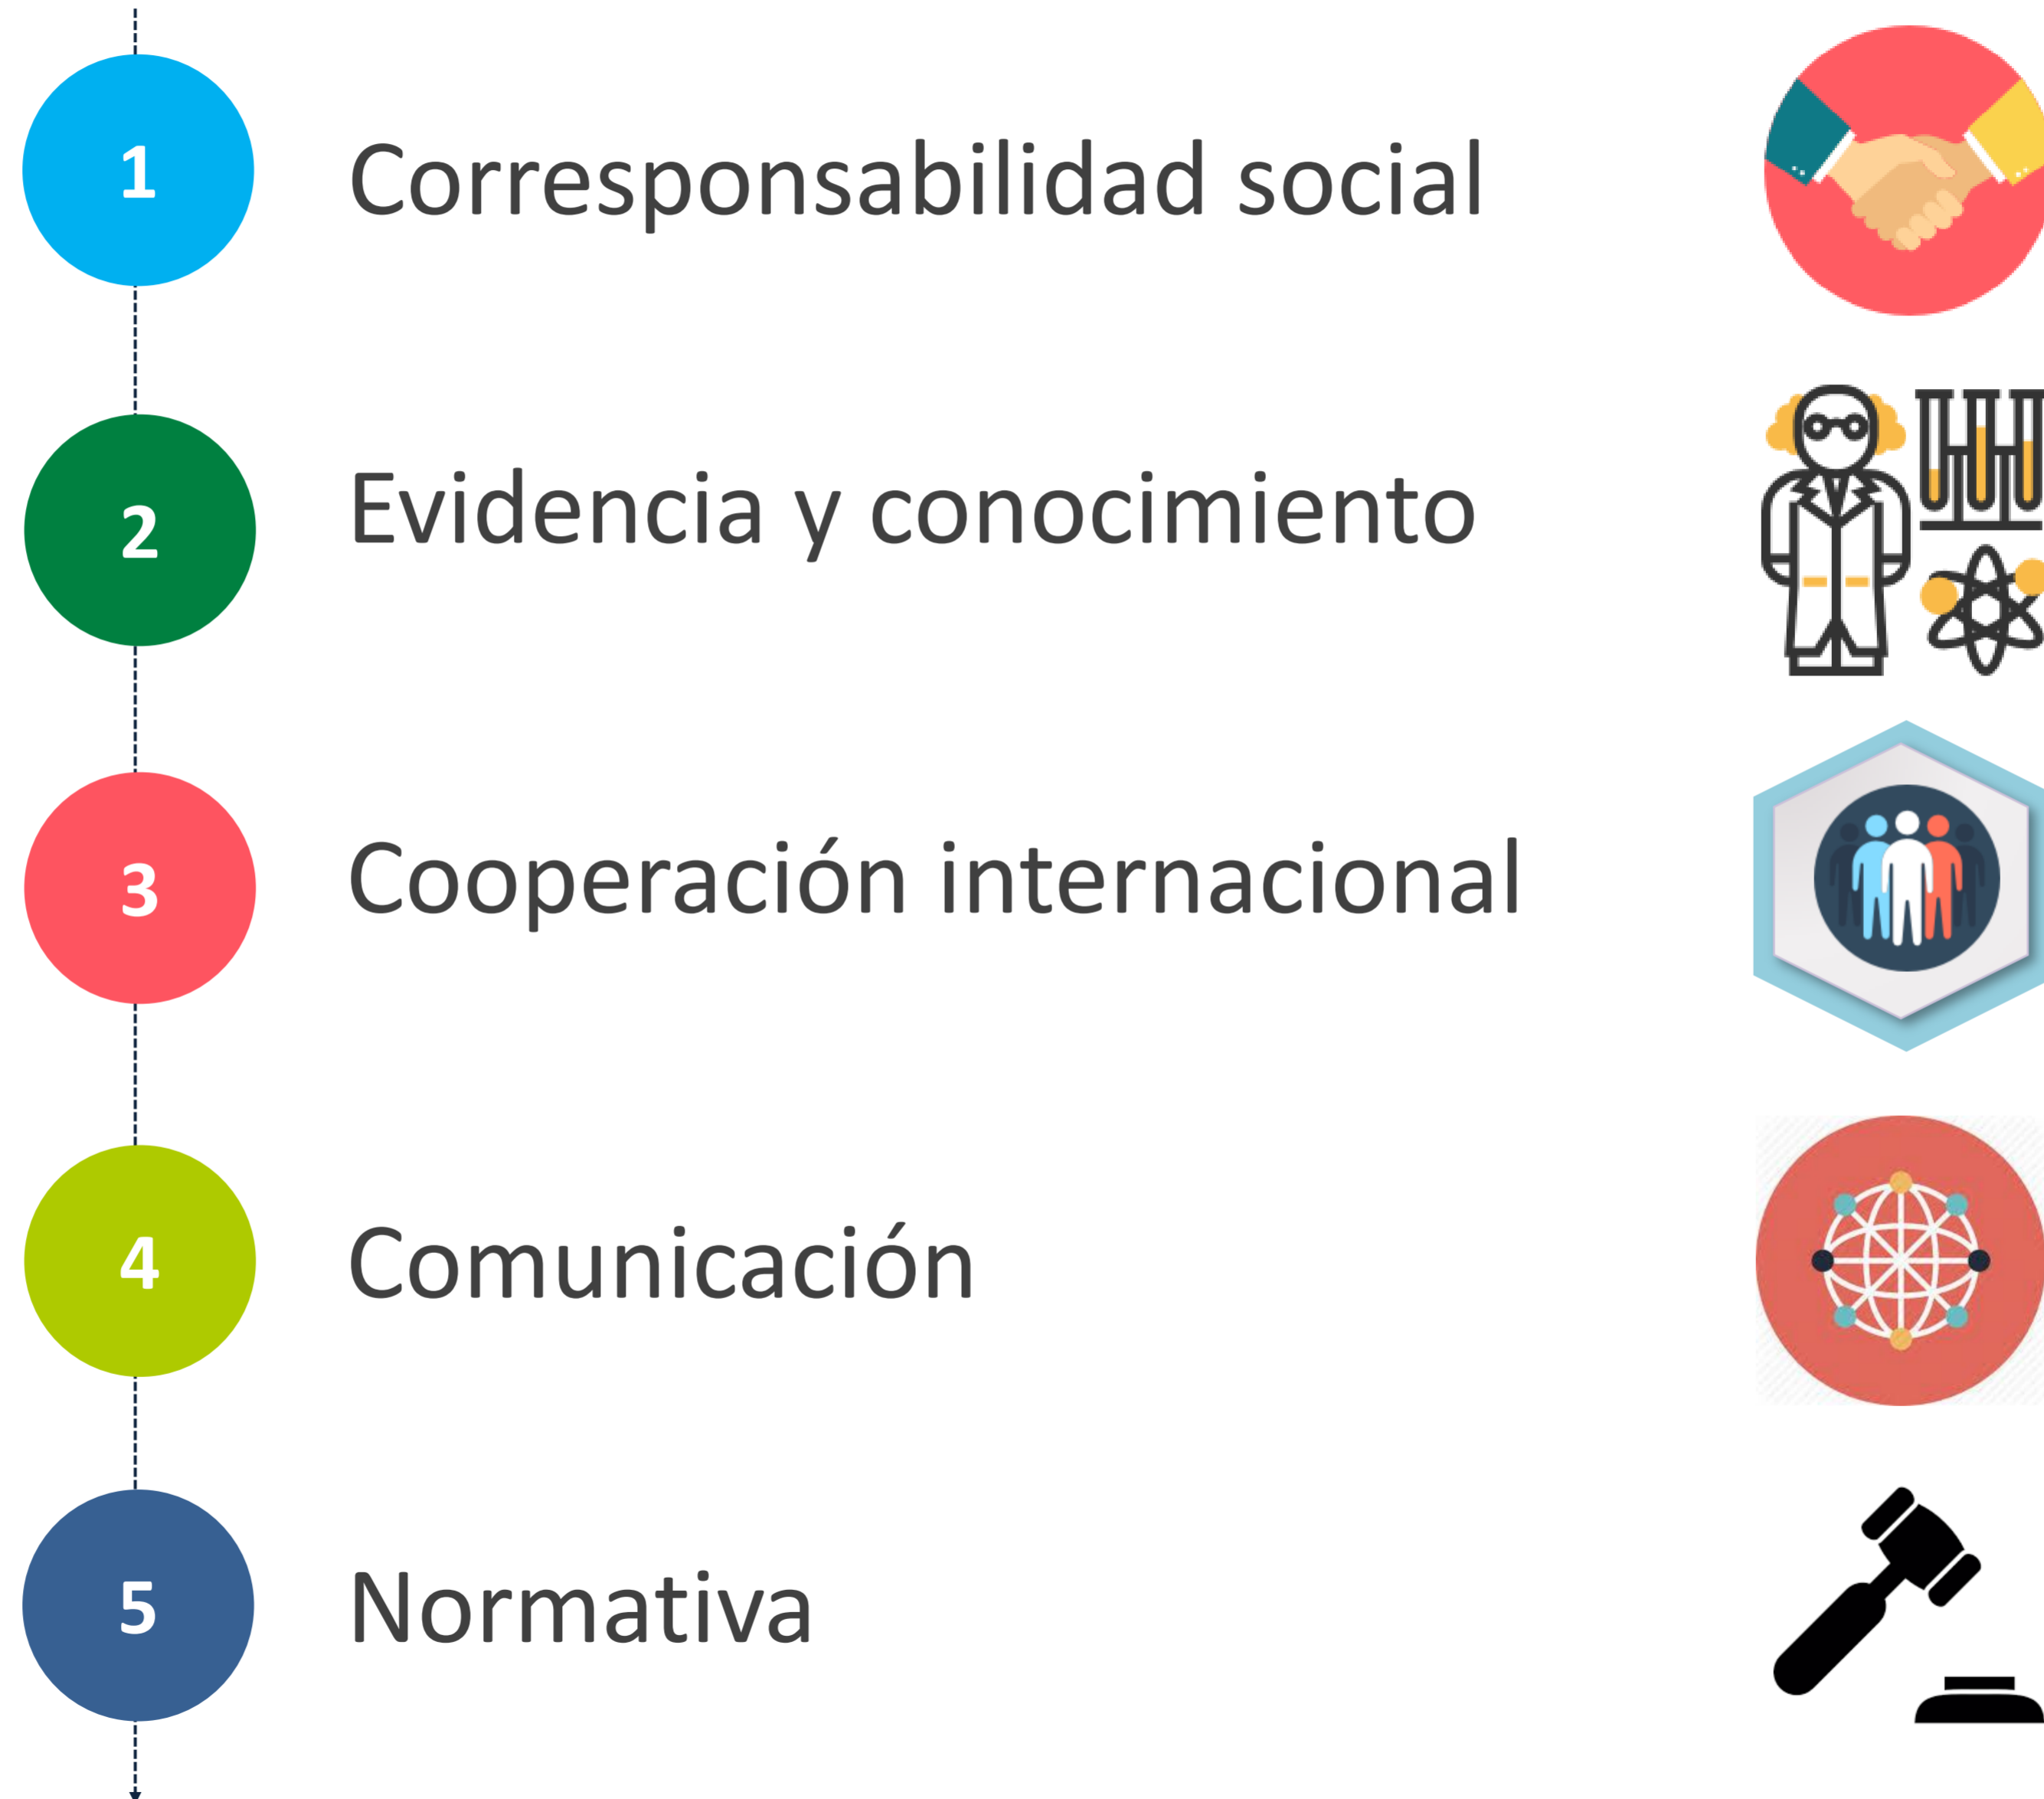 1
Corresponsabilidad social
2
Evidencia y conocimiento
3
Cooperación internacional
4
Comunicación
5
Normativa